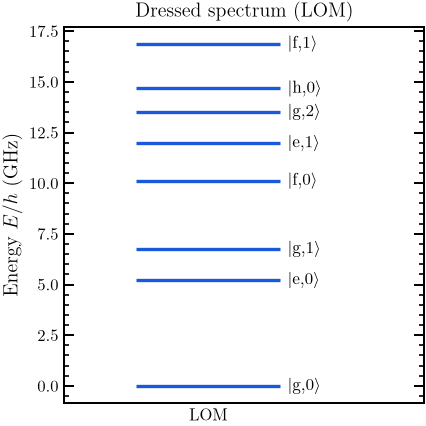 Dressed spectrum (LOM)
17.5
|f,1⟩
15.0
|h,0⟩
|g,2⟩
12.5
|e,1⟩
10.0
|f,0⟩
7.5
|g,1⟩
5.0
|e,0⟩
2.5
0.0
|g,0⟩
Energy E/h (GHz)
LOM